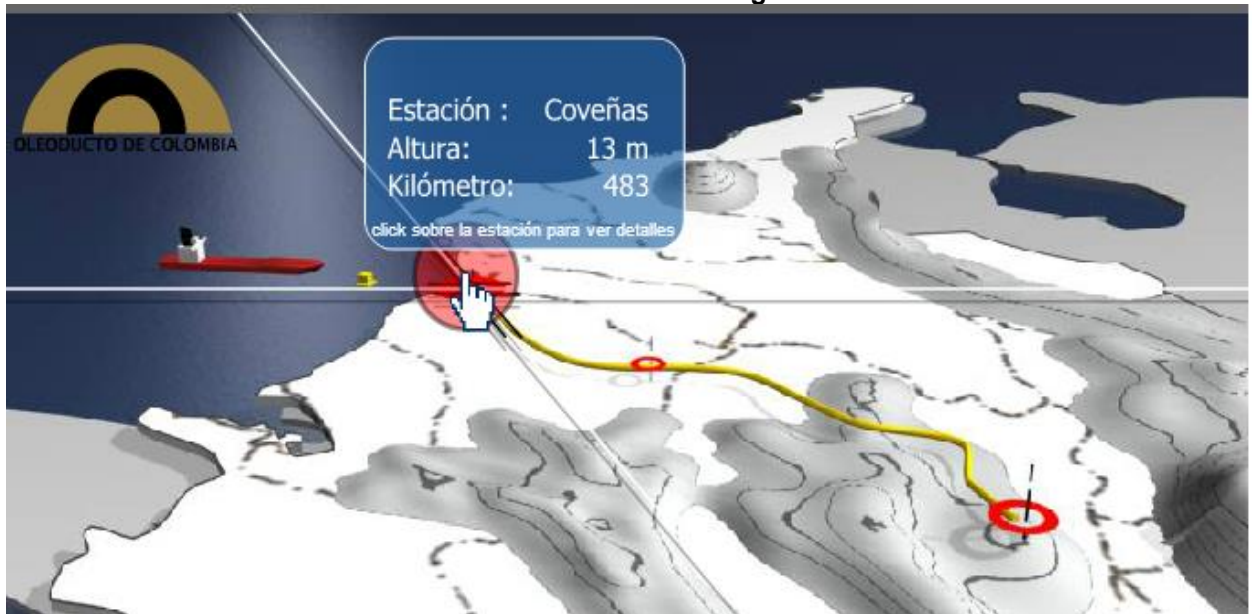 OLEODUCTO DE COLOMBIA
Estación : Coveñas
Altura: 13 m
Kilómetro: 483
click sobre la estación para ver detalles